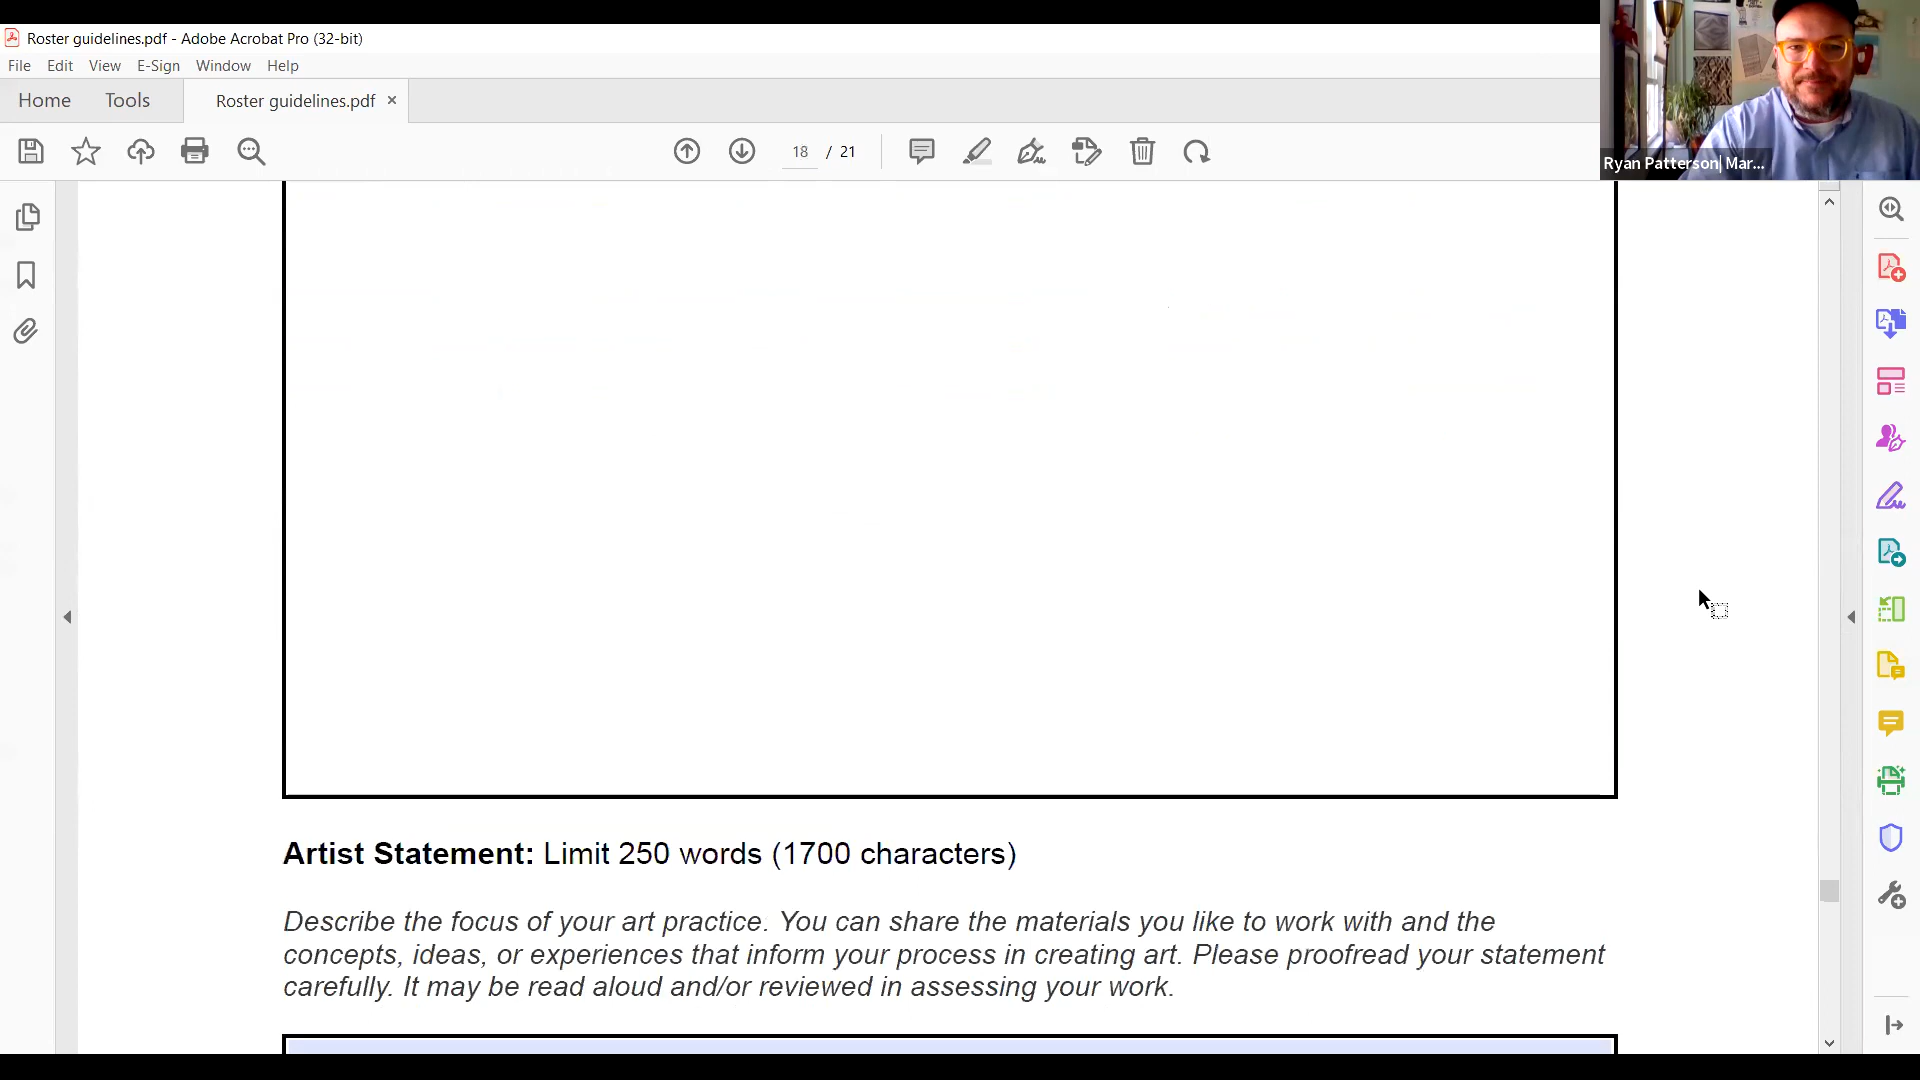 Roster guidelines.pdf - Adobe Acrobat Pro (32-bit)
File Edit View E-Sign Window Help
Home Tools Roster guidelines.pdf ×
18 / 21
Ryan Patterson| Mar...
Artist Statement: Limit 250 words (1700 characters)
Describe the focus of your art practice. You can share the materials you like to work with and the
concepts, ideas, or experiences that inform your process in creating art. Please proofread your statement
carefully. It may be read aloud and/or reviewed in assessing your work.